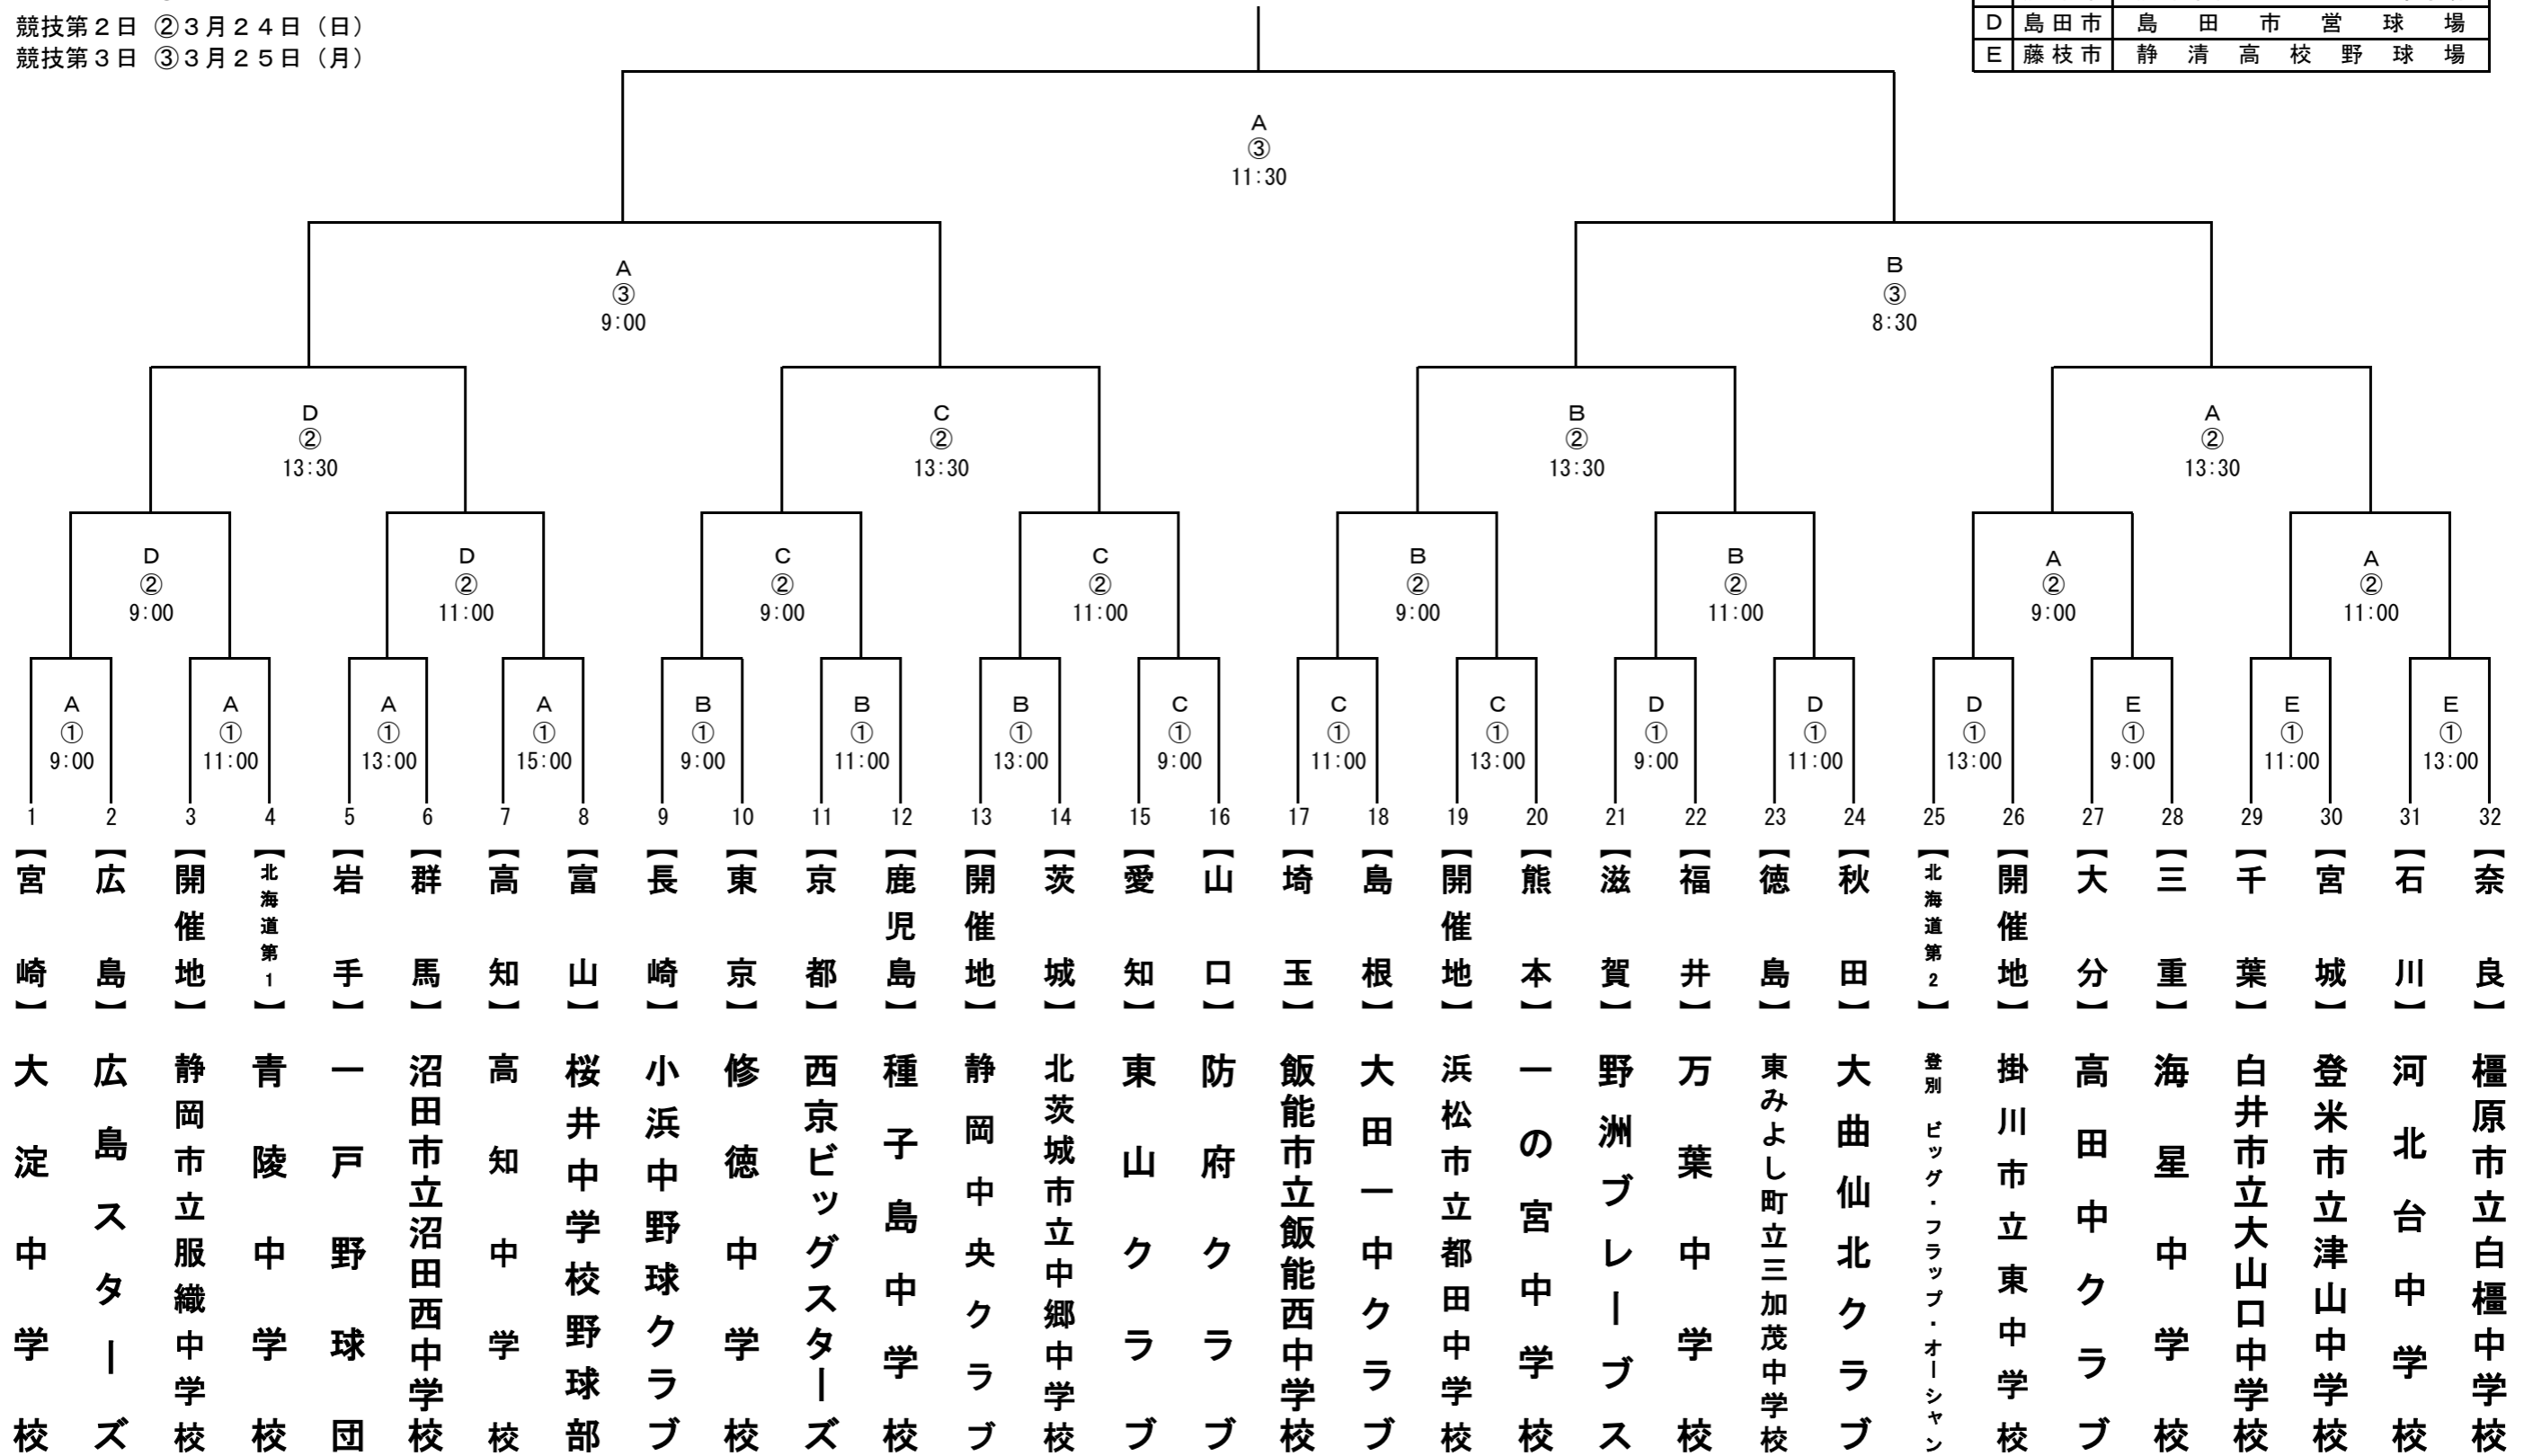 競技第２日 ②３月２４日（日）
競技第３日 ③３月２５日（月）
D 島田市 島田市営球場
E 藤枝市 静清高校野球場
A
③
11:30
A
③
9:00
B
③
8:30
D
②
13:30
C
②
13:30
B
②
13:30
A
②
13:30
D
②
9:00
D
②
11:00
C
②
9:00
C
②
11:00
B
②
9:00
B
②
11:00
A
②
9:00
A
②
11:00
A
①
9:00
A
①
11:00
A
①
13:00
A
①
15:00
B
①
9:00
B
①
11:00
B
①
13:00
C
①
9:00
C
①
11:00
C
①
13:00
D
①
9:00
D
①
11:00
D
①
13:00
E
①
9:00
E
①
11:00
E
①
13:00
1 【宮崎】 大淀中学校
2 【広島】 広島スターズ
3 【開催地】 静岡市立服織中学校
4 【北海道第1】 青陵中学校
5 【岩手】 一戸野球団
6 【群馬】 沼田市立沼田西中学校
7 【高知】 高知中学校
8 【富山】 桜井中学校野球部
9 【長崎】 小浜中野球クラブ
10 【東京】 修徳中学校
11 【京都】 西京ビッグスターズ
12 【鹿児島】 種子島中学校
13 【開催地】 静岡中央クラブ
14 【茨城】 北茨城市立中郷中学校
15 【愛知】 東山クラブ
16 【山口】 防府クラブ
17 【埼玉】 飯能市立飯能西中学校
18 【島根】 大田一中クラブ
19 【開催地】 浜松市立都田中学校
20 【熊本】 一の宮中学校
21 【滋賀】 野洲ブレーブス
22 【福井】 万葉中学校
23 【徳島】 東みよし町立三加茂中学校
24 【秋田】 大曲仙北クラブ
25 【北海道第2】 登別 ビッグ・フラップ・オーシャン
26 【開催地】 掛川市立東中学校
27 【大分】 高田中クラブ
28 【三重】 海星中学校
29 【千葉】 白井市立大山口中学校
30 【宮城】 登米市立津山中学校
31 【石川】 河北台中学校
32 【奈良】 橿原市立白橿中学校